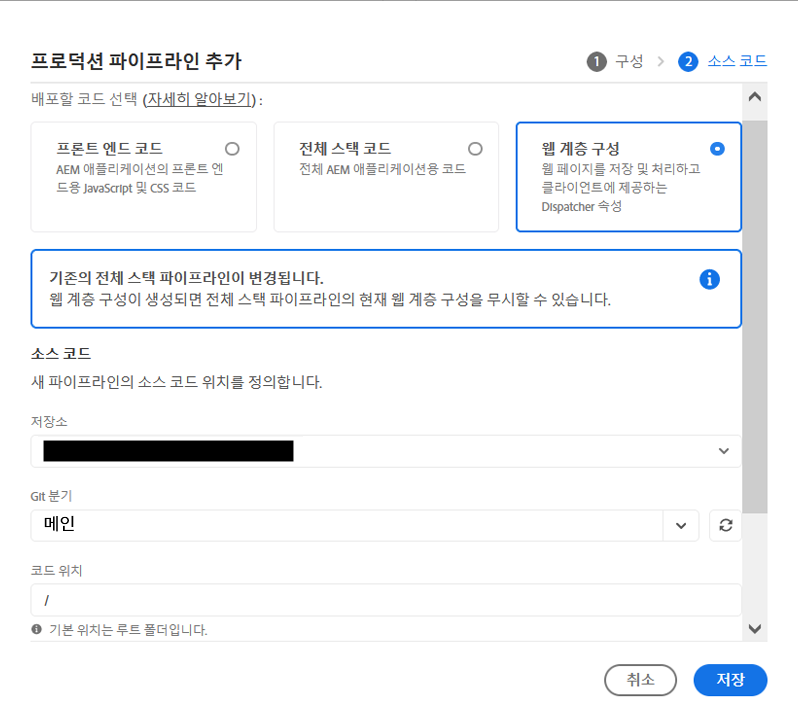 프로덕션 파이프라인 추가
1 구성 > 2 소스 코드
배포할 코드 선택 (자세히 알아보기) :
프론트 엔드 코드
AEM 애플리케이션의 프론트 엔
드용 JavaScript 및 CSS 코드
전체 스택 코드
전체 AEM 애플리케이션용 코드
웹 계층 구성
웹 페이지를 저장 및 처리하고
클라이언트에 제공하는
Dispatcher 속성
기존의 전체 스택 파이프라인이 변경됩니다.
웹 계층 구성이 생성되면 전체 스택 파이프라인의 현재 웹 계층 구성을 무시할 수 있습니다.
소스 코드
새 파이프라인의 소스 코드 위치를 정의합니다.
저장소
Git 분기
메인
코드 위치
/
기본 위치는 루트 폴더입니다.
취소
저장